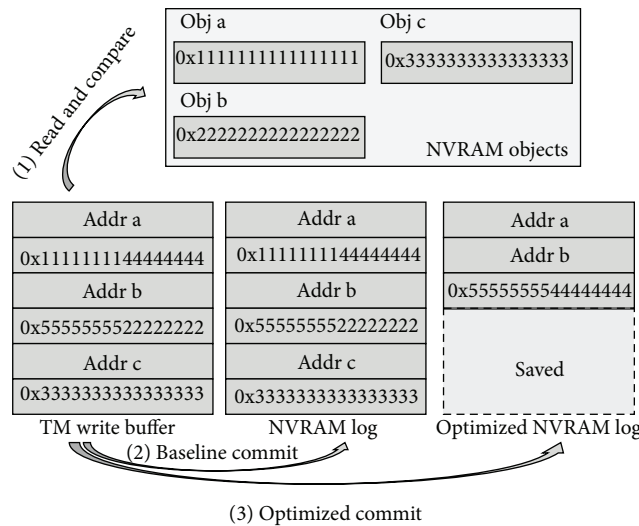 Obj a
Obj c
0x1111111111111111
0x3333333333333333
Obj b
0x2222222222222222
NVRAM objects
(1) Read and compare
Addr a
0x1111111144444444
Addr b
0x5555555522222222
Addr c
0x3333333333333333
TM write buffer
Addr a
0x1111111144444444
Addr b
0x5555555522222222
Addr c
0x3333333333333333
NVRAM log
Addr a
Addr b
0x5555555544444444
Saved
Optimized NVRAM log
(2) Baseline commit
(3) Optimized commit